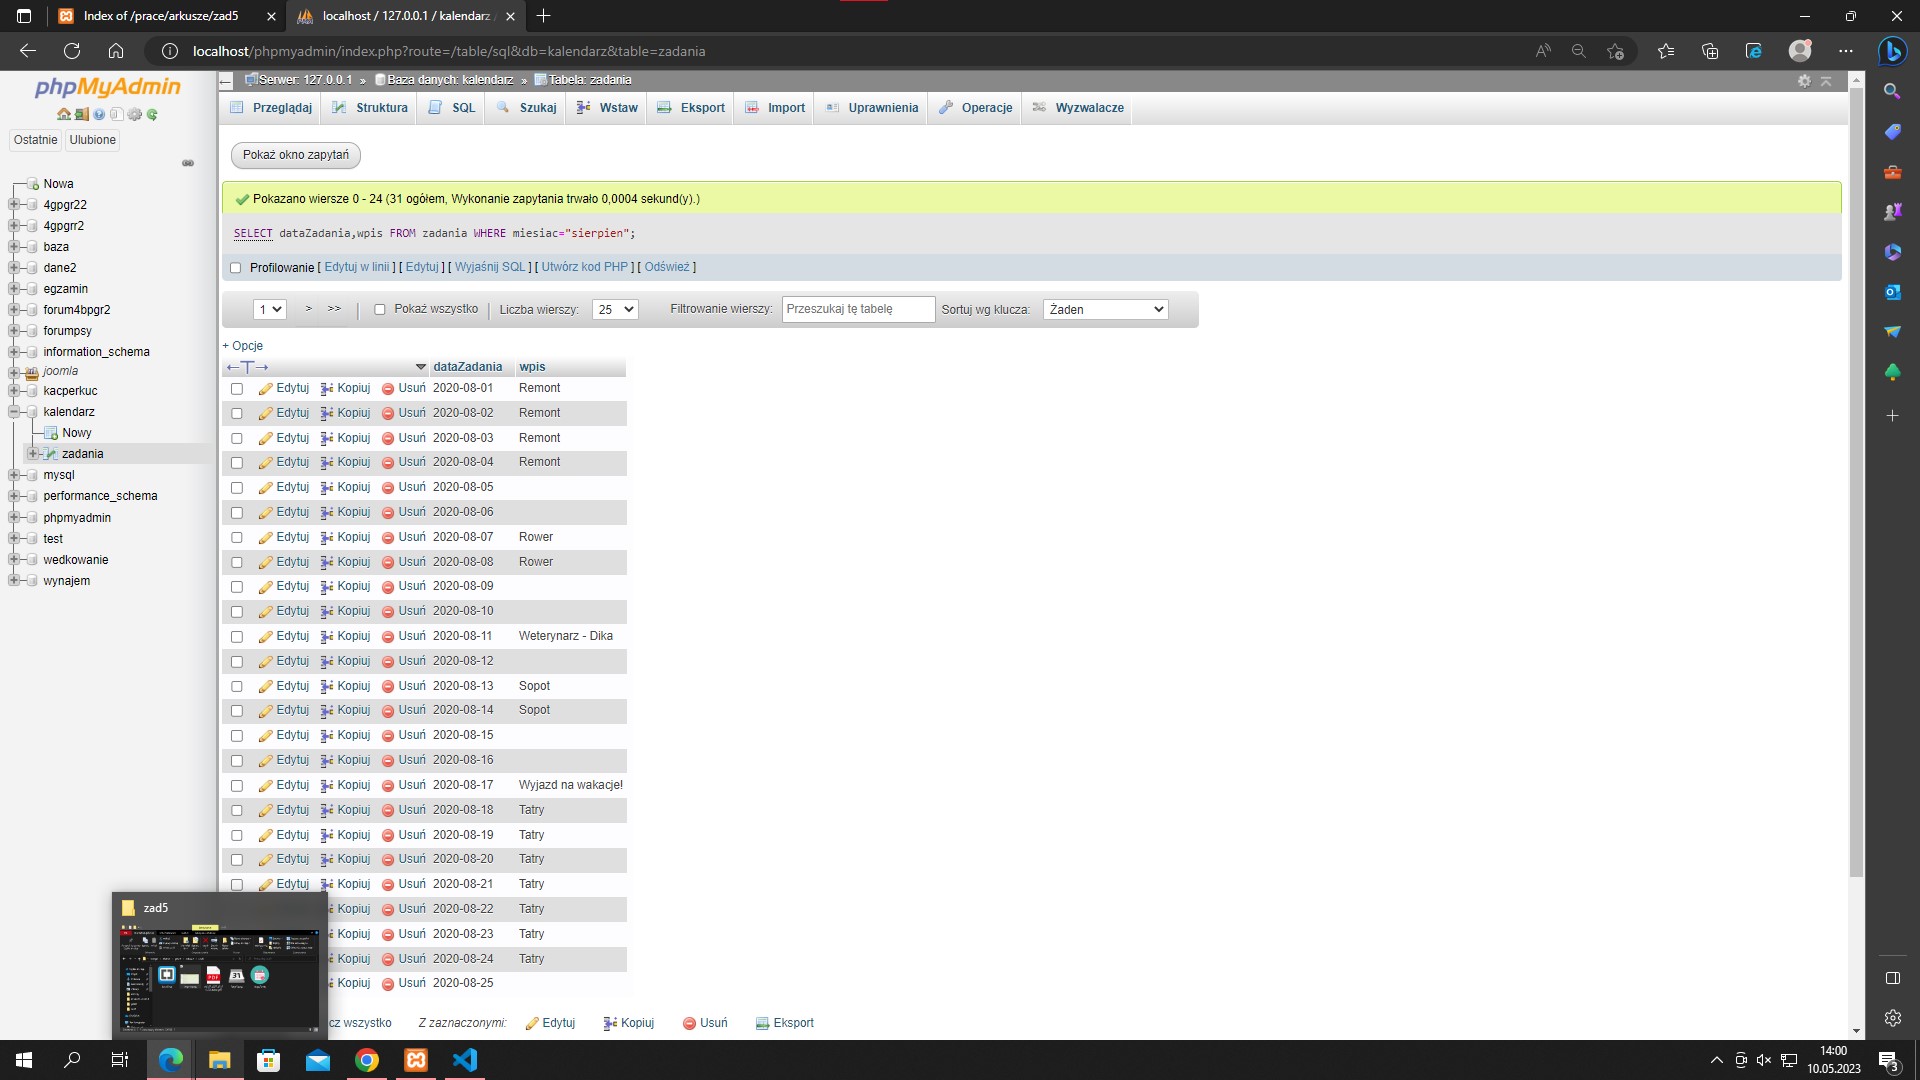 Index of /prace/arkusze/zad5
localhost / 127.0.0.1 / kalendarz
localhost/phpmyadmin/index.php?route=/table/sql&db=kalendarz&table=zadania
phpMyAdmin
Ostatnie Ulubione
Nowa
4gpgr22
4gpgrr2
baza
dane2
egzamin
forum4bpgr2
forumpsy
information_schema
joomla
kacperkuc
kalendarz
Nowy
zadania
mysql
performance_schema
phpmyadmin
test
wedkowanie
wynajem
Serwer: 127.0.0.1 » Baza danych: kalendarz » Tabela: zadania
Przeglądaj Struktura SQL Szukaj Wstaw Eksport Import Uprawnienia Operacje Wyzwalacze
Pokaż okno zapytań
Pokazano wiersze 0 - 24 (31 ogółem, Wykonanie zapytania trwało 0,0004 sekund(y).)
SELECT dataZadania,wpis FROM zadania WHERE miesiac="sierpien";
Profilowanie [ Edytuj w linii ] [ Edytuj ] [ Wyjaśnij SQL ] [ Utwórz kod PHP ] [ Odśwież ]
1 > >> Pokaż wszystko Liczba wierszy: 25 Filtrowanie wierszy: Przeszukaj tę tabelę Sortuj wg klucza: Żaden
+ Opcje
←T→ dataZadania wpis
Edytuj Kopiuj Usuń 2020-08-01 Remont
Edytuj Kopiuj Usuń 2020-08-02 Remont
Edytuj Kopiuj Usuń 2020-08-03 Remont
Edytuj Kopiuj Usuń 2020-08-04 Remont
Edytuj Kopiuj Usuń 2020-08-05
Edytuj Kopiuj Usuń 2020-08-06
Edytuj Kopiuj Usuń 2020-08-07 Rower
Edytuj Kopiuj Usuń 2020-08-08 Rower
Edytuj Kopiuj Usuń 2020-08-09
Edytuj Kopiuj Usuń 2020-08-10
Edytuj Kopiuj Usuń 2020-08-11 Weterynarz - Dika
Edytuj Kopiuj Usuń 2020-08-12
Edytuj Kopiuj Usuń 2020-08-13 Sopot
Edytuj Kopiuj Usuń 2020-08-14 Sopot
Edytuj Kopiuj Usuń 2020-08-15
Edytuj Kopiuj Usuń 2020-08-16
Edytuj Kopiuj Usuń 2020-08-17 Wyjazd na wakacje!
Edytuj Kopiuj Usuń 2020-08-18 Tatry
Edytuj Kopiuj Usuń 2020-08-19 Tatry
Edytuj Kopiuj Usuń 2020-08-20 Tatry
Edytuj Kopiuj Usuń 2020-08-21 Tatry
Kopiuj Usuń 2020-08-22 Tatry
Kopiuj Usuń 2020-08-23 Tatry
Kopiuj Usuń 2020-08-24 Tatry
Kopiuj Usuń 2020-08-25
cz wszystko Z zaznaczonymi: Edytuj Kopiuj Usuń Eksport
zad5
14:00
10.05.2023
3